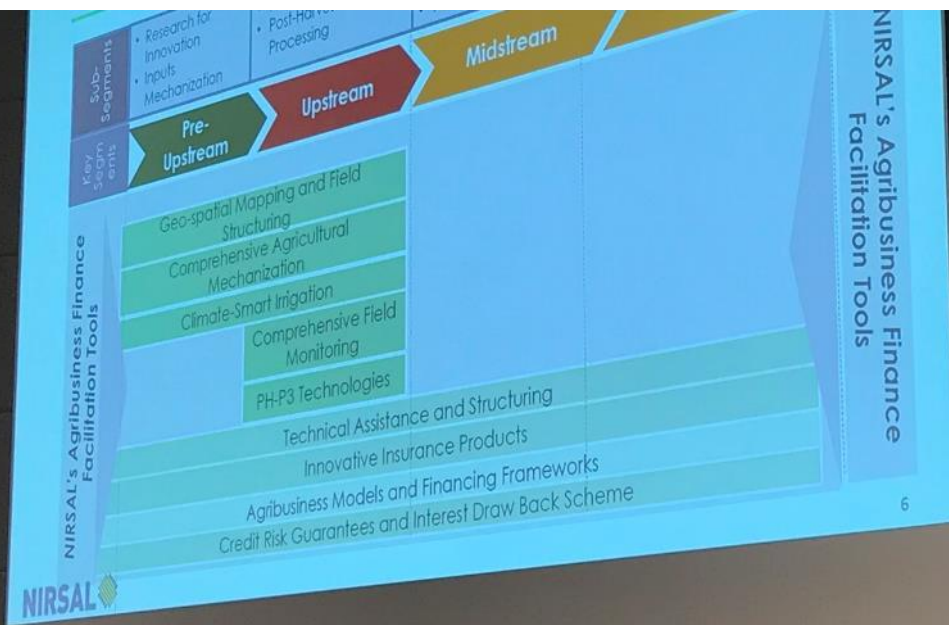 Sub-
Segments
• Research for
Innovation
• Inputs
Mechanization
• Post-Harvest
Processing
Key
Segm
ents
Pre-
Upstream
Upstream
Midstream
Geo-spatial Mapping and Field
Structuring
Comprehensive Agricultural
Mechanization
Climate-Smart Irrigation
Comprehensive Field
Monitoring
PH-P3 Technologies
Technical Assistance and Structuring
Innovative Insurance Products
Agribusiness Models and Financing Frameworks
Credit Risk Guarantees and Interest Draw Back Scheme
NIRSAL's Agribusiness Finance
Facilitation Tools
NIRSAL's Agribusiness Finance
Facilitation Tools
6
NIRSAL